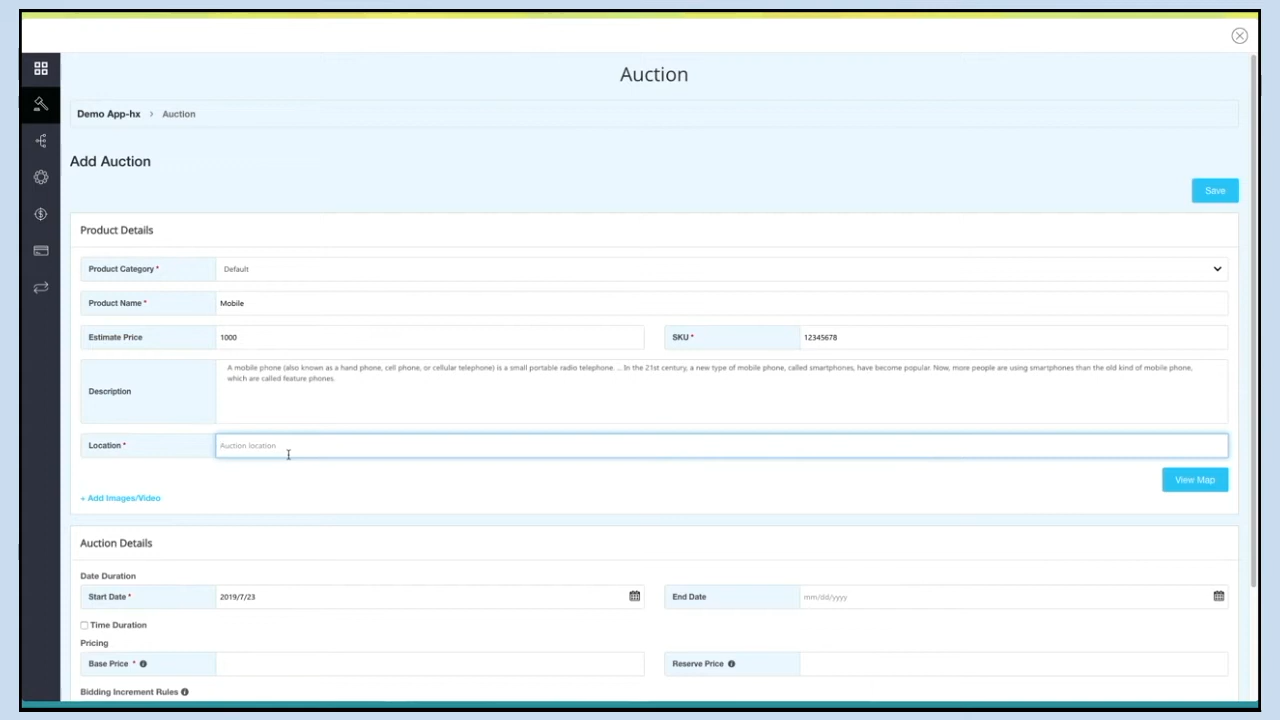 Auction
Demo App-hx > Auction
Add Auction
Save
Product Details
Product Category * Default
Product Name * Mobile
Estimate Price 1000 SKU * 12345678
A mobile phone (also known as a hand phone, cell phone, or cellular telephone) is a small portable radio telephone. ... In the 21st century, a new type of mobile phone, called smartphones, have become popular. Now, more people are using smartphones than the old kind of mobile phone,
which are called feature phones.
Description
Location * Auction location
View Map
+ Add Images/Video
Auction Details
Date Duration
Start Date * 2019/7/23 End Date mm/dd/yyyy
Time Duration
Pricing
Base Price * Reserve Price
Bidding Increment Rules